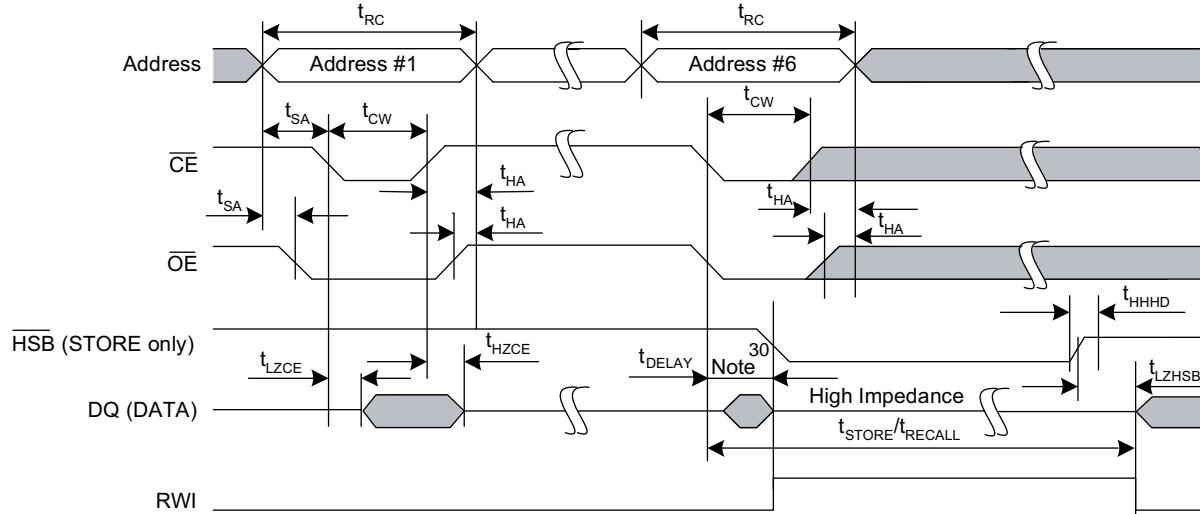 tRC
tRC
Address
Address #1
Address #6
tSA
tCW
tCW
CE
tHA
tHA
tSA
tHA
tHA
OE
tHHHD
HSB (STORE only)
tLZCE
tHZCE
tDELAY
Note 30
tLZHSB
DQ (DATA)
High Impedance
tSTORE/tRECALL
RWI